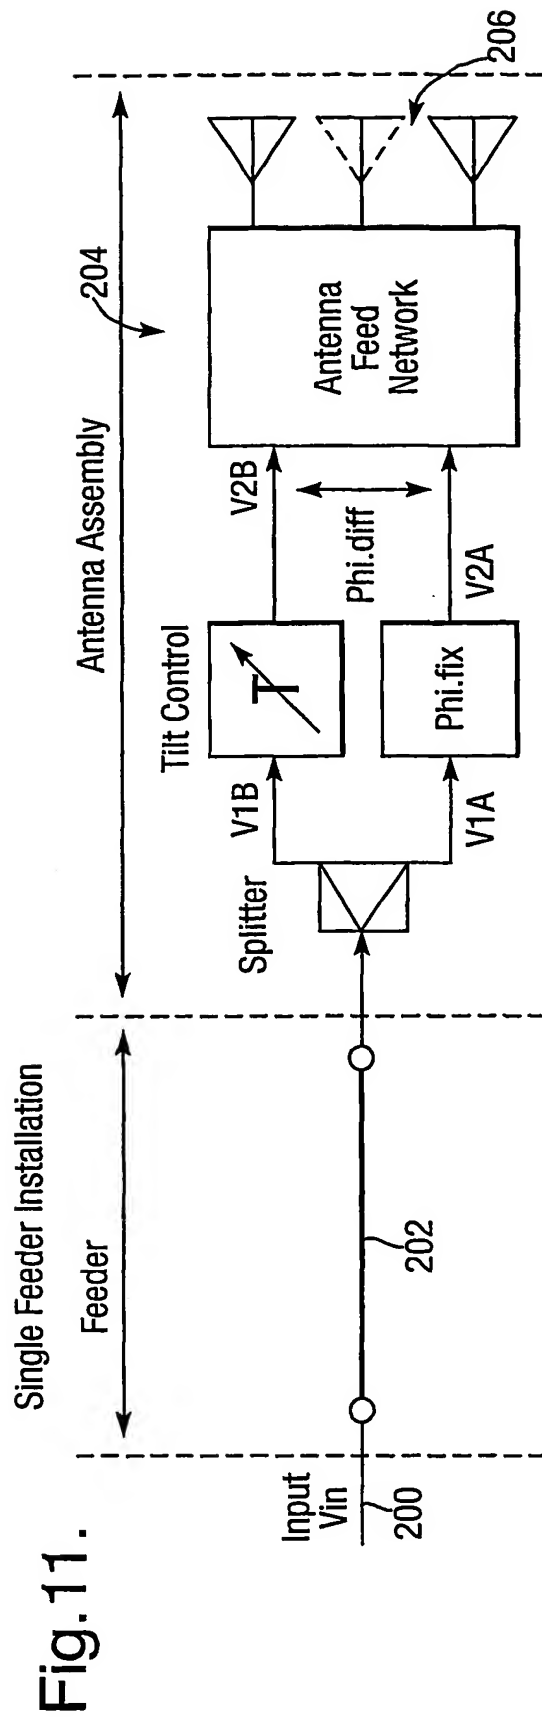 Fig.11.
Single Feeder Installation
Feeder
Antenna Assembly
204
Input
Vin
200
202
Splitter
V1B
V1A
Tilt Control
T
Phi.fix
V2B
Phi.diff
V2A
Antenna
Feed
Network
206